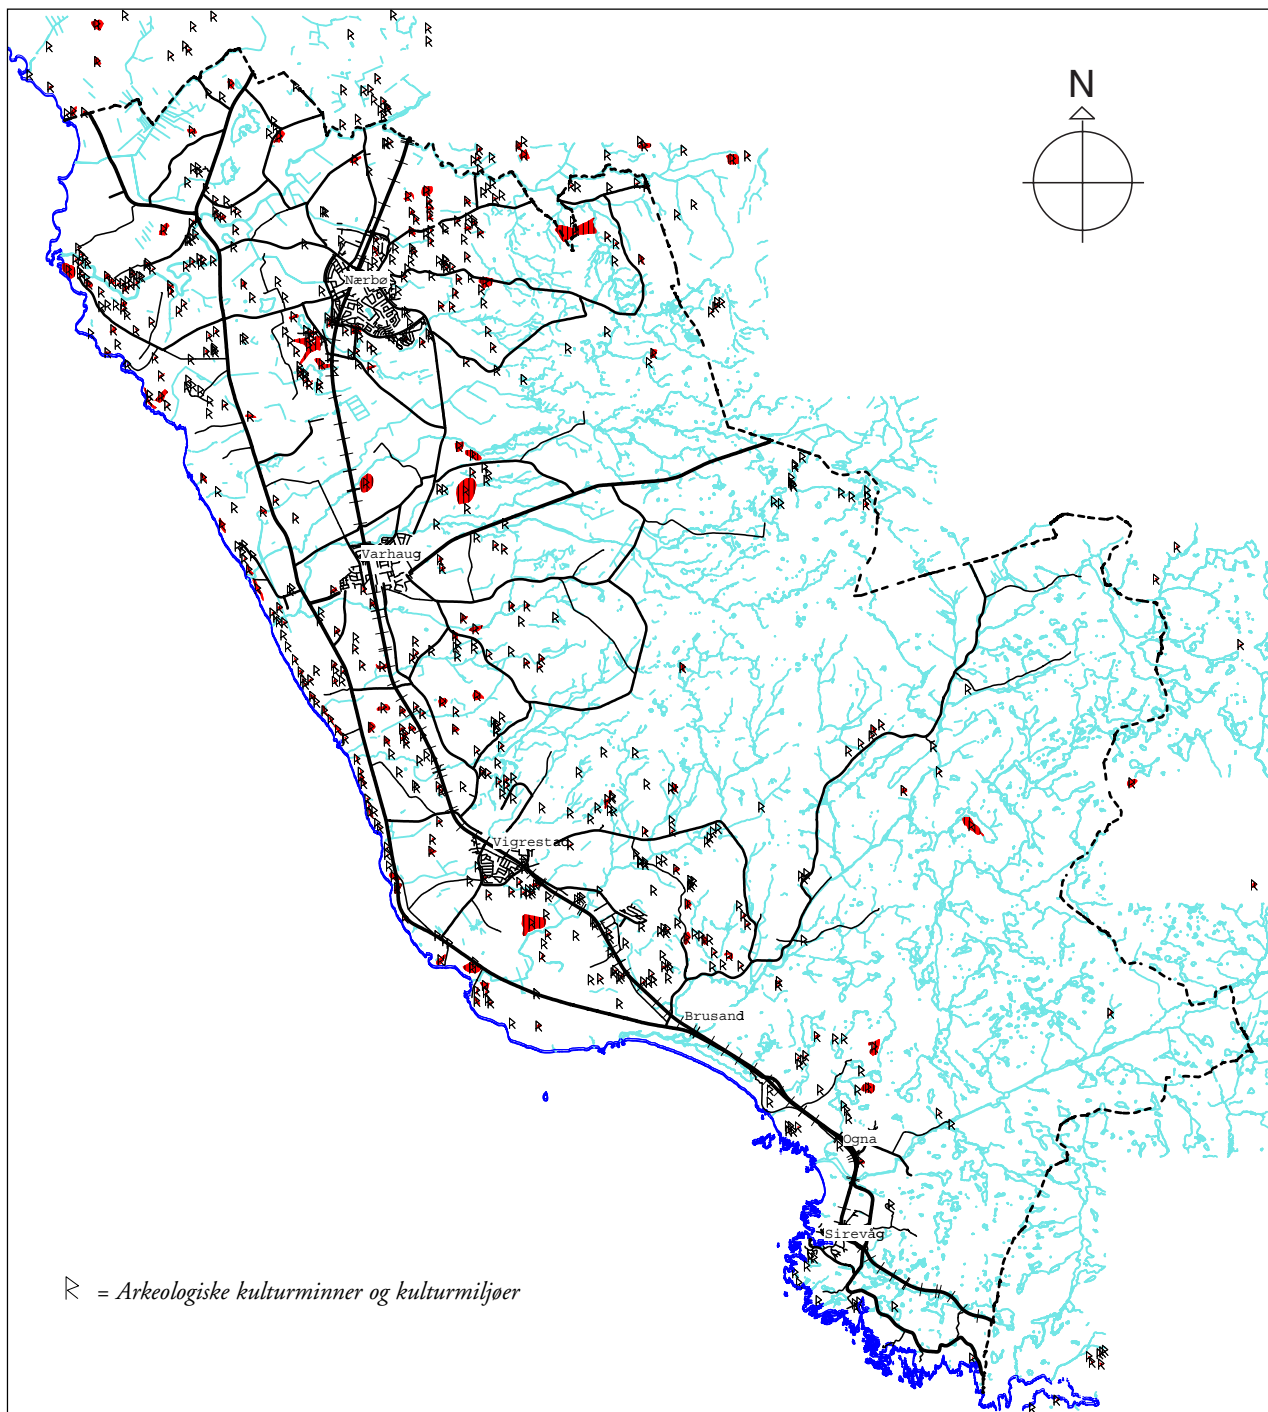 N
Nærbø
Varhaug
Vigrestad
Brusand
Ogna
Sirevåg
R = Arkeologiske kulturminner og kulturmiljøer